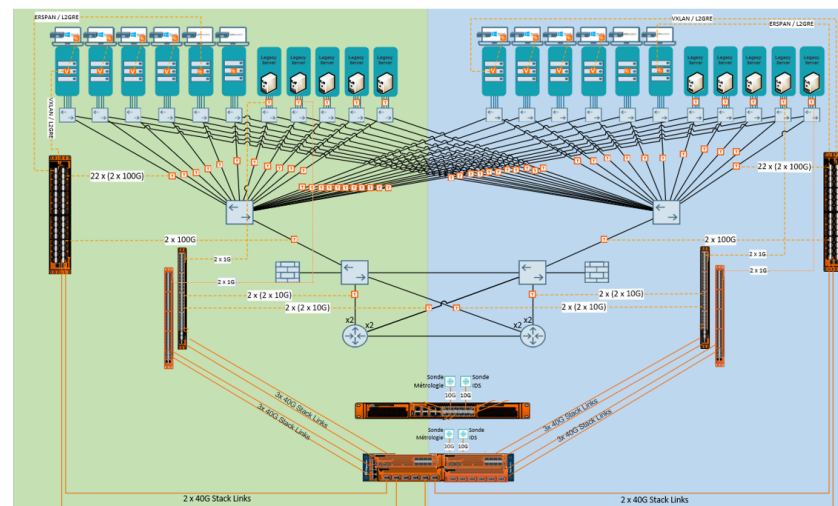 ERSPAN / L2GRE
VXLAN / L2GRE
ERSPAN / L2GRE
Legacy Server
Legacy Server
Legacy Server
Legacy Server
Legacy Server
Legacy Server
Legacy Server
Legacy Server
Legacy Server
Legacy Server
VXLAN / L2GRE
22 x (2 x 100G)
22 x (2 x 100G)
2 x 100G
2 x 100G
2 x 1G
2 x 1G
2 x 1G
2 x 1G
2 x (2 x 10G)
2 x (2 x 10G)
2 x (2 x 10G)
2 x (2 x 10G)
x2
x2
x2
x2
Sonde Métrologie
Sonde IDS
10G
10G
3x 40G Stack Links
3x 40G Stack Links
3x 40G Stack Links
3x 40G Stack Links
Sonde Métrologie
Sonde IDS
10G
10G
2 x 40G Stack Links
2 x 40G Stack Links